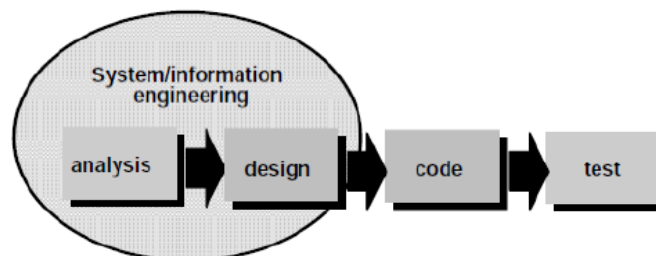 System/information
engineering
analysis
design
code
test